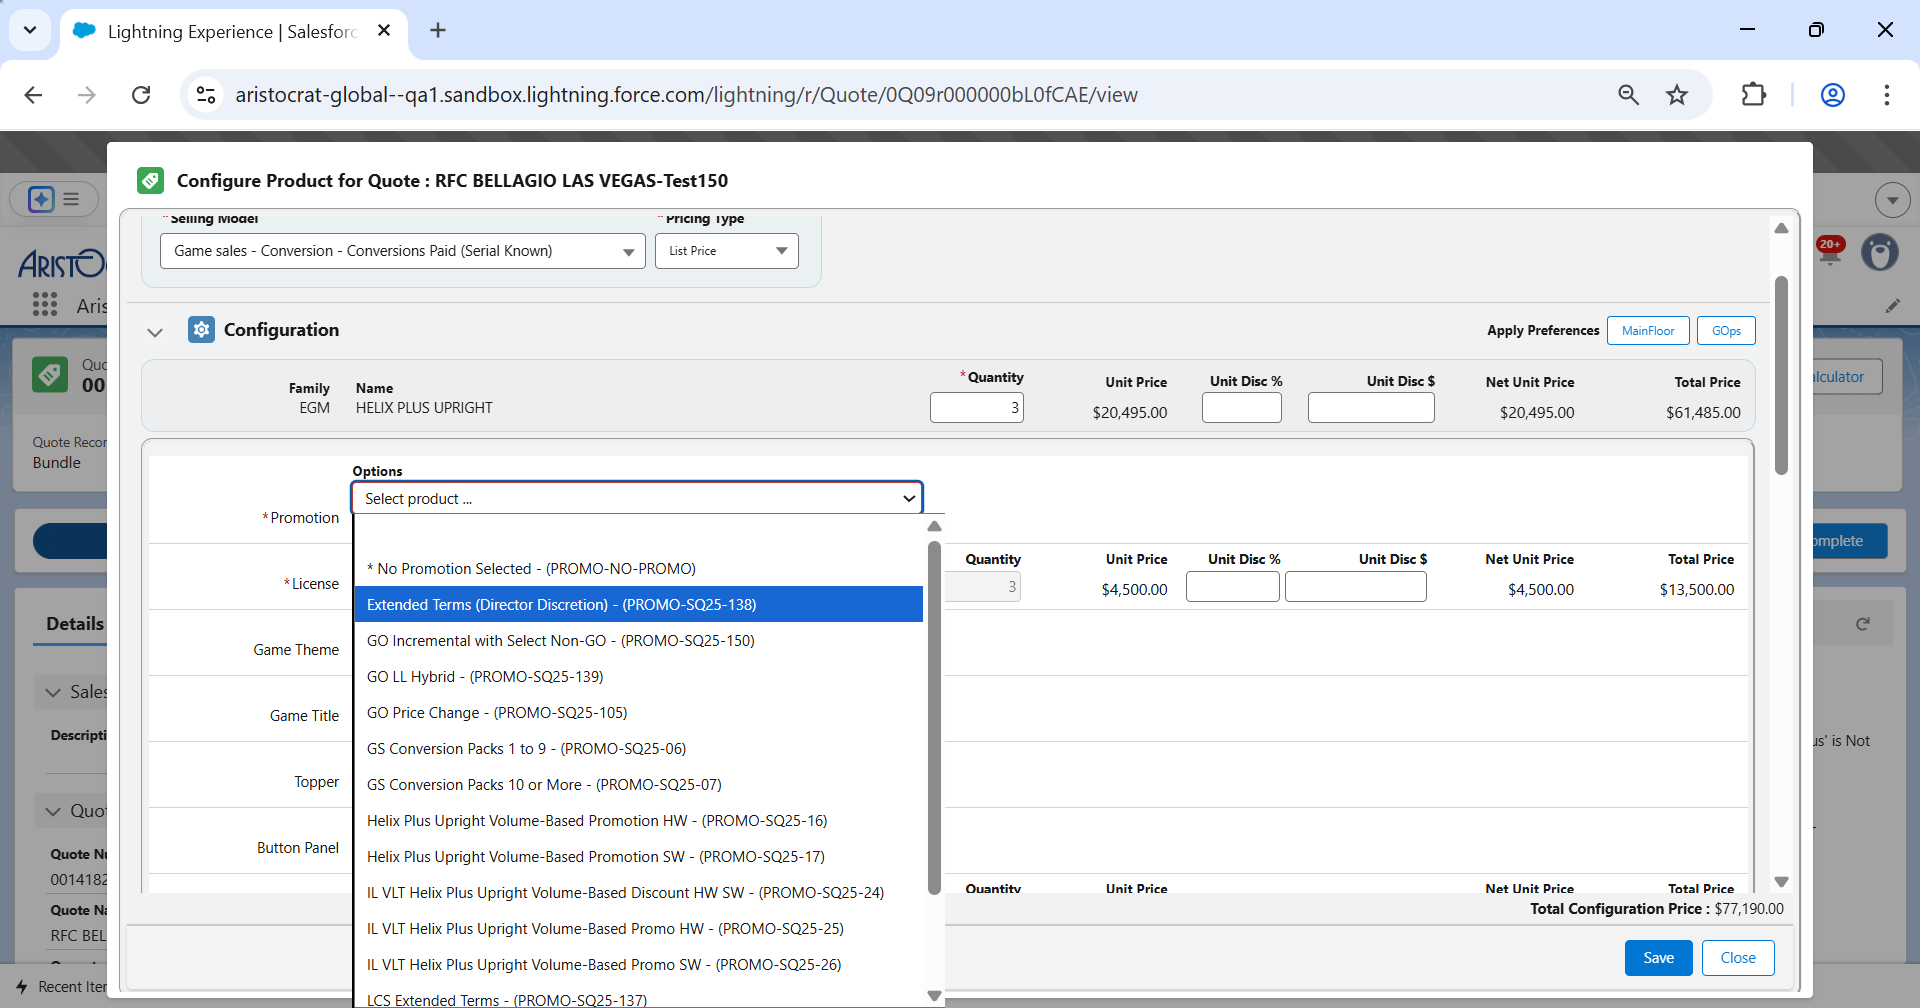 Lightning Experience | Salesforc
aristocrat-global--qa1.sandbox.lightning.force.com/lightning/r/Quote/0Q09r000000bL0fCAE/view
Configure Product for Quote : RFC BELLAGIO LAS VEGAS-Test150
*Selling Model
*Pricing Type
Game sales - Conversion - Conversions Paid (Serial Known)
List Price
ARISTOC
20+
Aris
Configuration
Apply Preferences
MainFloor
GOps
Quo
00
alculator
Family
Name
*Quantity
Unit Price
Unit Disc %
Unit Disc $
Net Unit Price
Total Price
EGM
HELIX PLUS UPRIGHT
3
$20,495.00
$20,495.00
$61,485.00
Quote Recor
Bundle
Options
Select product ...
*Promotion
omplete
* No Promotion Selected - (PROMO-NO-PROMO)
Extended Terms (Director Discretion) - (PROMO-SQ25-138)
GO Incremental with Select Non-GO - (PROMO-SQ25-150)
GO LL Hybrid - (PROMO-SQ25-139)
GO Price Change - (PROMO-SQ25-105)
GS Conversion Packs 1 to 9 - (PROMO-SQ25-06)
GS Conversion Packs 10 or More - (PROMO-SQ25-07)
Helix Plus Upright Volume-Based Promotion HW - (PROMO-SQ25-16)
Helix Plus Upright Volume-Based Promotion SW - (PROMO-SQ25-17)
IL VLT Helix Plus Upright Volume-Based Discount HW SW - (PROMO-SQ25-24)
IL VLT Helix Plus Upright Volume-Based Promo HW - (PROMO-SQ25-25)
IL VLT Helix Plus Upright Volume-Based Promo SW - (PROMO-SQ25-26)
LCS Extended Terms - (PROMO-SQ25-137)
*License
Quantity
Unit Price
Unit Disc %
Unit Disc $
Net Unit Price
Total Price
3
$4,500.00
$4,500.00
$13,500.00
Game Theme
Game Title
Topper
Button Panel
Quantity
Unit Price
Net Unit Price
Total Price
Details
Sales
Descripti
us' is Not
Quot
Quote Nu
0014182
Quote Na
RFC BEL
Total Configuration Price : $77,190.00
Save
Close
Recent Iter